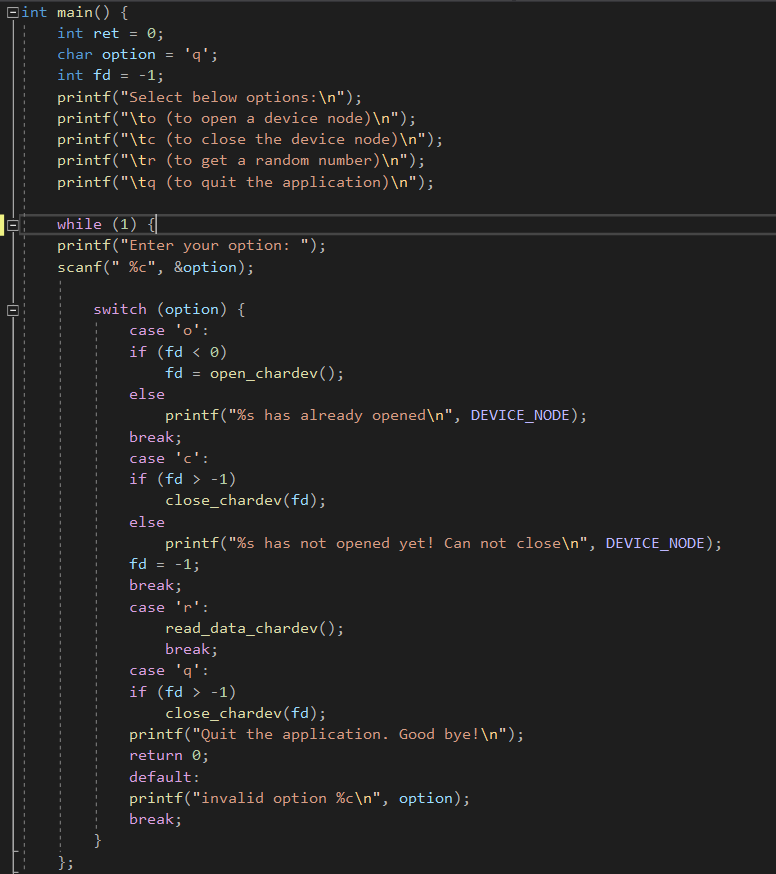 int main() {
    int ret = 0;
    char option = 'q';
    int fd = -1;
    printf("Select below options:\n");
    printf("\to (to open a device node)\n");
    printf("\tc (to close the device node)\n");
    printf("\tr (to get a random number)\n");
    printf("\tq (to quit the application)\n");

    while (1) {
    printf("Enter your option: ");
    scanf(" %c", &option);

        switch (option) {
            case 'o':
            if (fd < 0)
                fd = open_chardev();
            else
                printf("%s has already opened\n", DEVICE_NODE);
            break;
            case 'c':
            if (fd > -1)
                close_chardev(fd);
            else
                printf("%s has not opened yet! Can not close\n", DEVICE_NODE);
            fd = -1;
            break;
            case 'r':
                read_data_chardev();
                break;
            case 'q':
            if (fd > -1)
                close_chardev(fd);
            printf("Quit the application. Good bye!\n");
            return 0;
            default:
            printf("invalid option %c\n", option);
            break;
        }
    };